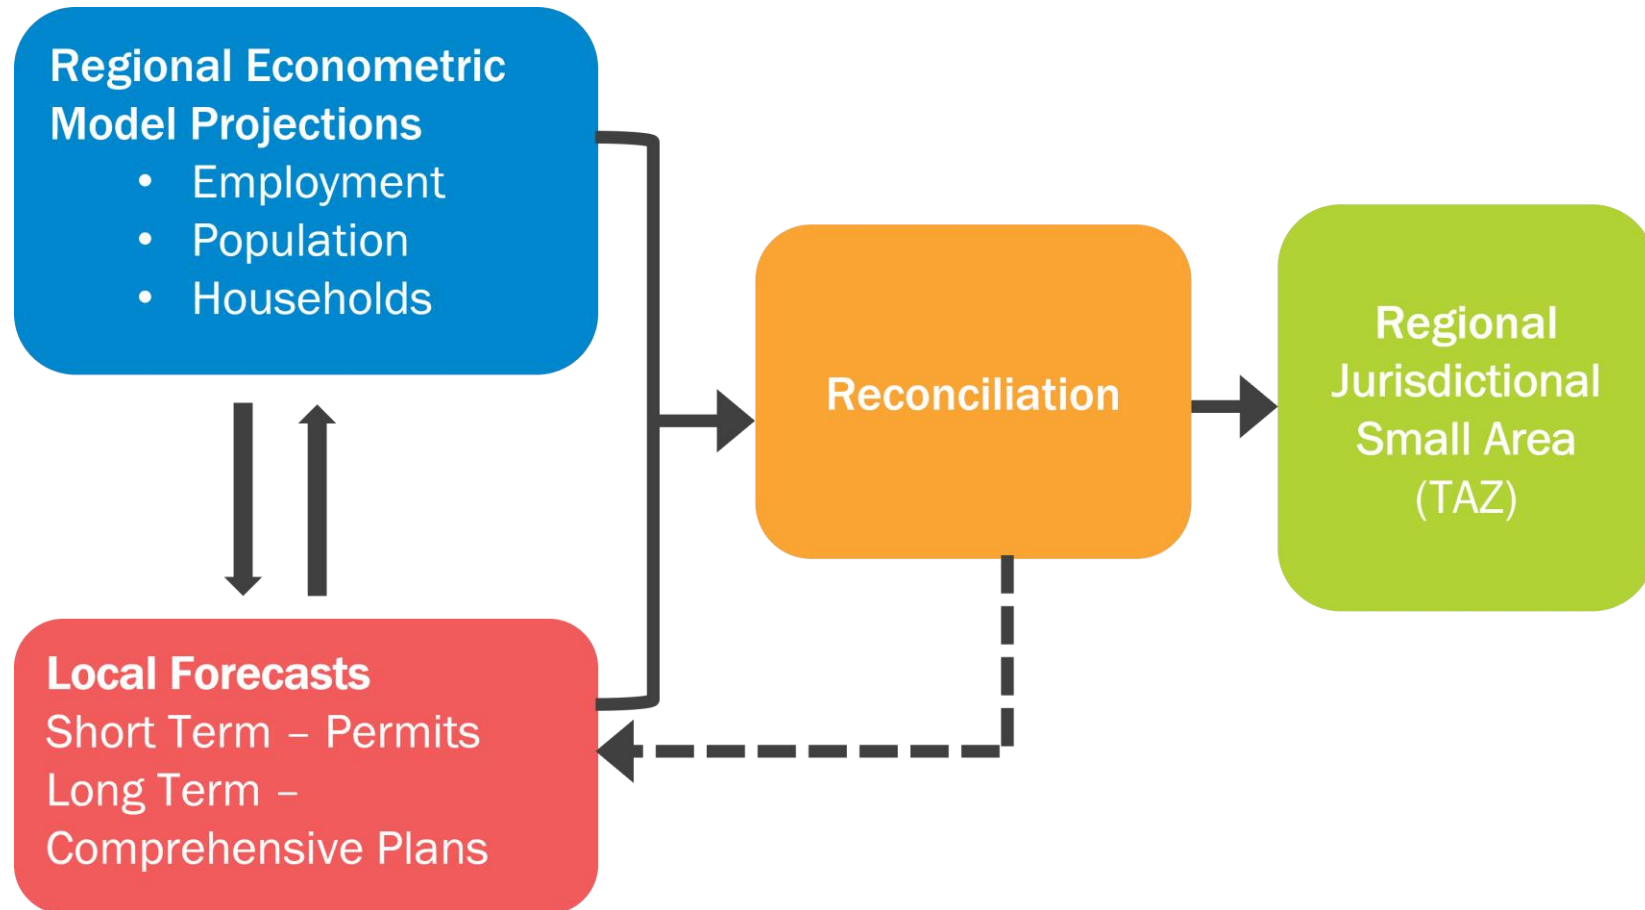 Regional Econometric
Model Projections
• Employment
• Population
• Households
Reconciliation
Regional
Jurisdictional
Small Area
(TAZ)
Local Forecasts
Short Term – Permits
Long Term –
Comprehensive Plans